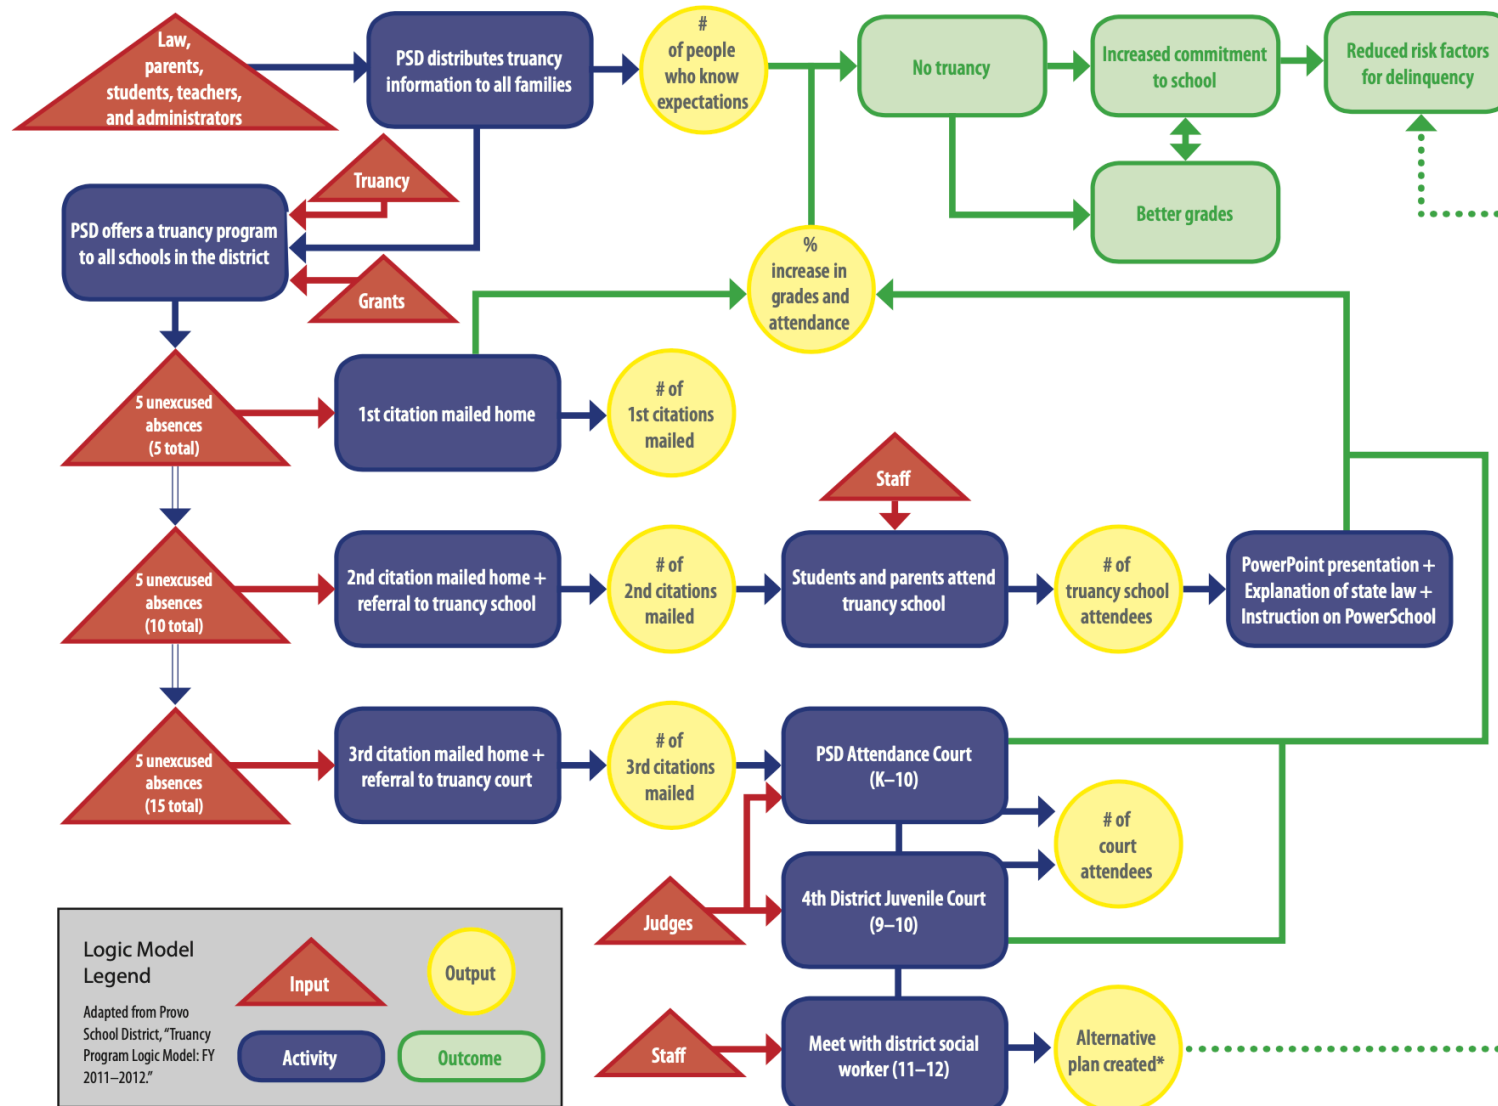 Law,
parents,
students, teachers,
and administrators
PSD distributes truancy
information to all families
#
of people
who know
expectations
No truancy
Increased commitment
to school
Reduced risk factors
for delinquency
Truancy
PSD offers a truancy program
to all schools in the district
Better grades
Grants
%
increase in
grades and
attendance
5 unexcused
absences
(5 total)
1st citation mailed home
# of
1st citations
mailed
Staff
5 unexcused
absences
(10 total)
2nd citation mailed home +
referral to truancy school
# of
2nd citations
mailed
Students and parents attend
truancy school
# of
truancy school
attendees
PowerPoint presentation +
Explanation of state law +
Instruction on PowerSchool
5 unexcused
absences
(15 total)
3rd citation mailed home +
referral to truancy court
# of
3rd citations
mailed
PSD Attendance Court
(K–10)
# of
court
attendees
Judges
4th District Juvenile Court
(9–10)
Staff
Meet with district social
worker (11–12)
Alternative
plan created*
Logic Model
Legend
Adapted from Provo
School District, “Truancy
Program Logic Model: FY
2011–2012.”
Input
Output
Activity
Outcome